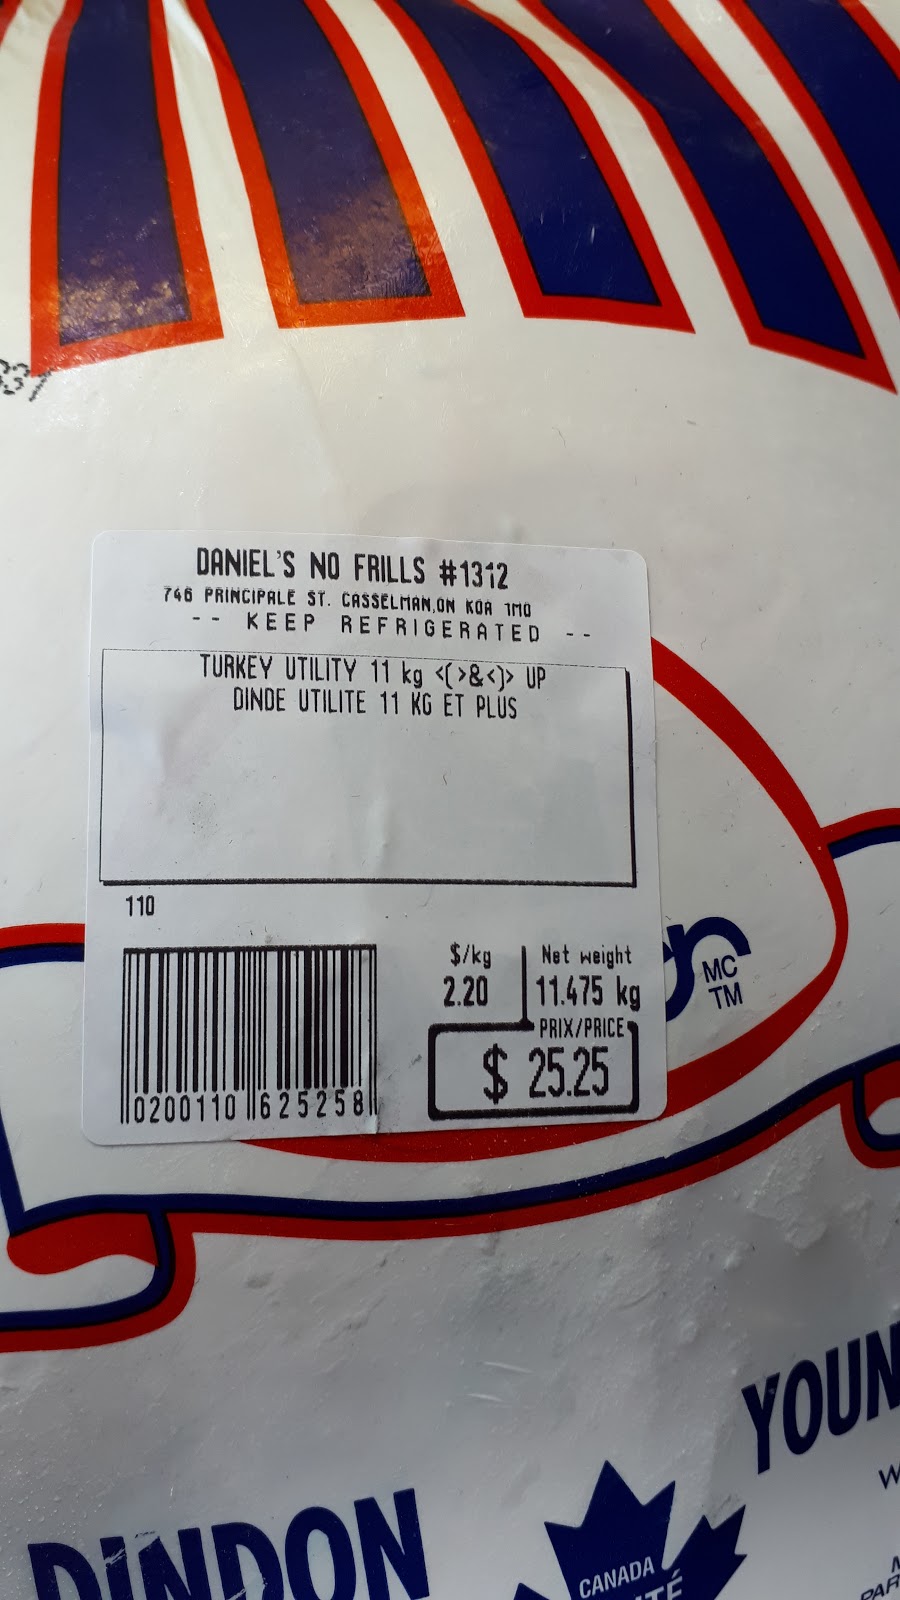 DANIEL'S NO FRILLS #1312
746 PRINCIPALE ST. CASSELMAN,ON K0A 1M0
-- KEEP REFRIGERATED --
TURKEY UTILITY 11 kg <(>&<)> UP
DINDE UTILITE 11 KG ET PLUS
110
$/kg
2.20
Net weight
11.475 kg
PRIX/PRICE
$ 25.25
0200110 625258
MC
TM
YOUN
DINDON
CANADA